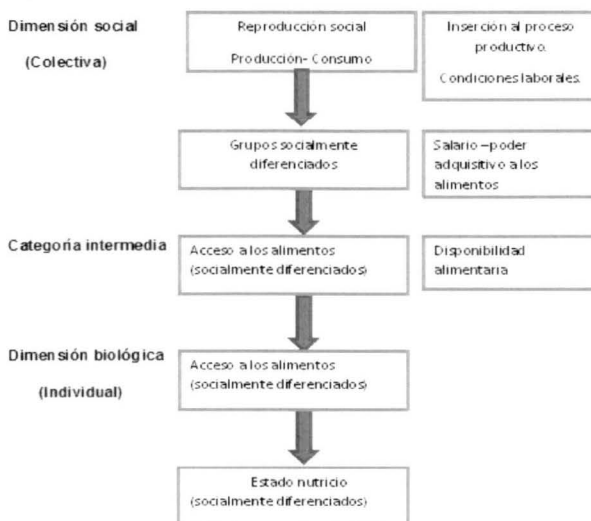 Dimensión social
(Colectiva)
Reproducción social
Producción- Consumo
Inserción al proceso
productivo.
Condiciones laborales.
Grupos socialmente
diferenciados
Salario –poder
adquisitivo a los
alimentos
Categoría intermedia
Acceso a los alimentos
(socialmente diferenciados)
Disponibilidad
alimentaria
Dimensión biológica
(Individual)
Acceso a los alimentos
(socialmente diferenciados)
Estado nutricio
(socialmente diferenciados)